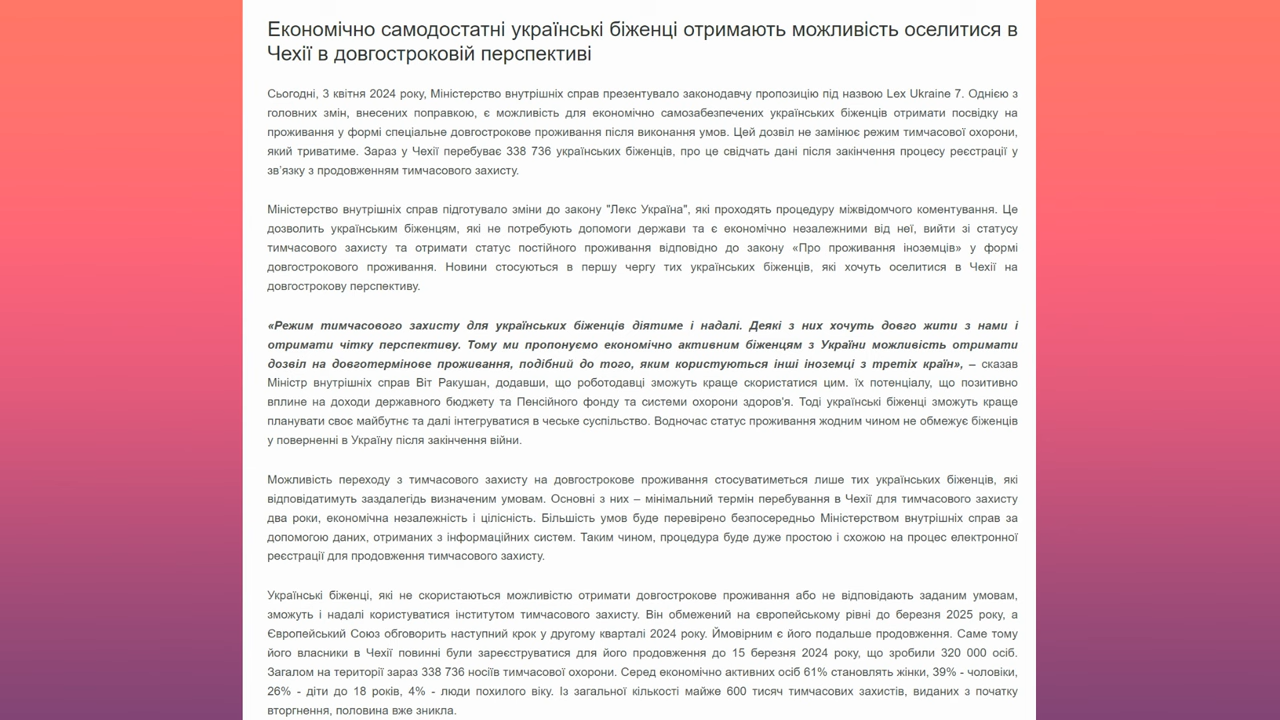 Економічно самодостатні українські біженці отримають можливість оселитися в
Чехії в довгостроковій перспективі
Сьогодні, 3 квітня 2024 року, Міністерство внутрішніх справ презентувало законодавчу пропозицію під назвою Lex Ukraine 7. Однією з
головних змін, внесених поправкою, є можливість для економічно самозабезпечених українських біженців отримати посвідку на
проживання у формі спеціальне довгострокове проживання після виконання умов. Цей дозвіл не замінює режим тимчасової охорони,
який триватиме. Зараз у Чехії перебуває 338 736 українських біженців, про це свідчать дані після закінчення процесу реєстрації у
зв’язку з продовженням тимчасового захисту.
Міністерство внутрішніх справ підготувало зміни до закону "Лекс Україна", які проходять процедуру міжвідомчого коментування. Це
дозволить українським біженцям, які не потребують допомоги держави та є економічно незалежними від неї, вийти зі статусу
тимчасового захисту та отримати статус постійного проживання відповідно до закону «Про проживання іноземців» у формі
довгострокового проживання. Новини стосуються в першу чергу тих українських біженців, які хочуть оселитися в Чехії на
довгострокову перспективу.
«Режим тимчасового захисту для українських біженців діятиме і надалі. Деякі з них хочуть довго жити з нами і
отримати чітку перспективу. Тому ми пропонуємо економічно активним біженцям з України можливість отримати
дозвіл на довготермінове проживання, подібний до того, яким користуються інші іноземці з третіх країн», – сказав
Міністр внутрішніх справ Віт Ракушан, додавши, що роботодавці зможуть краще скористатися цим. їх потенціалу, що позитивно
вплине на доходи державного бюджету та Пенсійного фонду та системи охорони здоров’я. Тоді українські біженці зможуть краще
планувати своє майбутнє та далі інтегруватися в чеське суспільство. Водночас статус проживання жодним чином не обмежує біженців
у поверненні в Україну після закінчення війни.
Можливість переходу з тимчасового захисту на довгострокове проживання стосуватиметься лише тих українських біженців, які
відповідатимуть заздалегідь визначеним умовам. Основні з них – мінімальний термін перебування в Чехії для тимчасового захисту
два роки, економічна незалежність і цілісність. Більшість умов буде перевірено безпосередньо Міністерством внутрішніх справ за
допомогою даних, отриманих з інформаційних систем. Таким чином, процедура буде дуже простою і схожою на процес електронної
реєстрації для продовження тимчасового захисту.
Українські біженці, які не скористаються можливістю отримати довгострокове проживання або не відповідають заданим умовам,
зможуть і надалі користуватися інститутом тимчасового захисту. Він обмежений на європейському рівні до березня 2025 року, а
Європейський Союз обговорить наступний крок у другому кварталі 2024 року. Ймовірним є його подальше продовження. Саме тому
його власники в Чехії повинні були зареєструватися для його продовження до 15 березня 2024 року, що зробили 320 000 осіб.
Загалом на території зараз 338 736 носіїв тимчасової охорони. Серед економічно активних осіб 61% становлять жінки, 39% - чоловіки,
26% - діти до 18 років, 4% - люди похилого віку. Із загальної кількості майже 600 тисяч тимчасових захистів, виданих з початку
вторгнення, половина вже зникла.